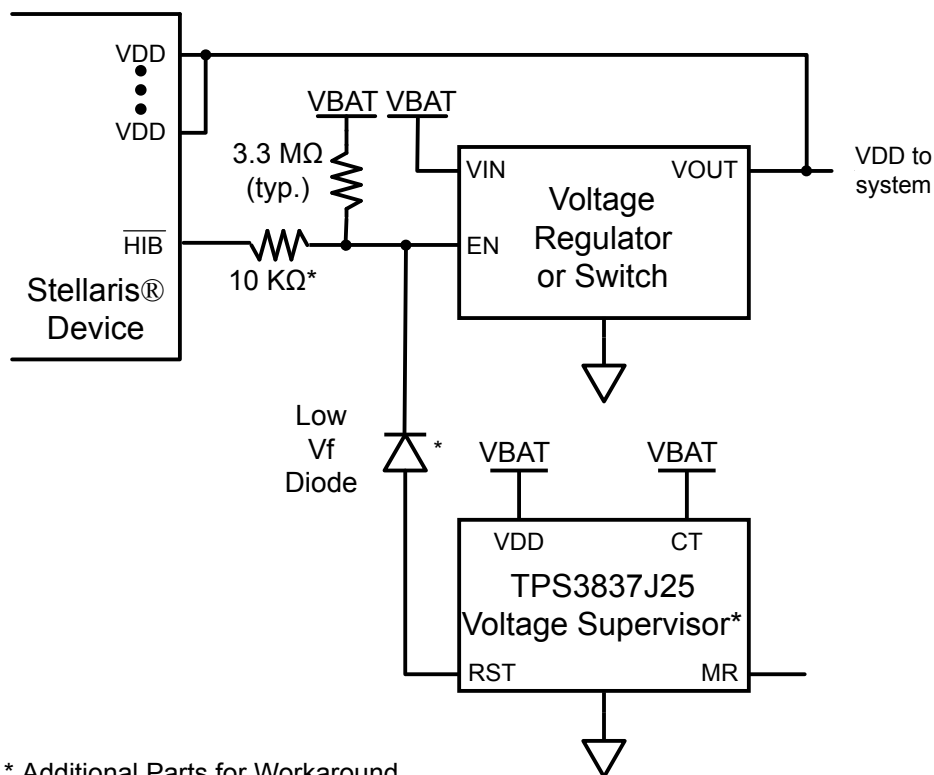 VDD
VDD
HIB
Stellaris®
Device
VBAT
VBAT
3.3 MΩ
(typ.)
10 KΩ*
VIN
VOUT
EN
Voltage
Regulator
or Switch
VDD to
system
Low
Vf
Diode
*
VBAT
VBAT
VDD
CT
TPS3837J25
Voltage Supervisor*
RST
MR
* Additional Parts for Workaround